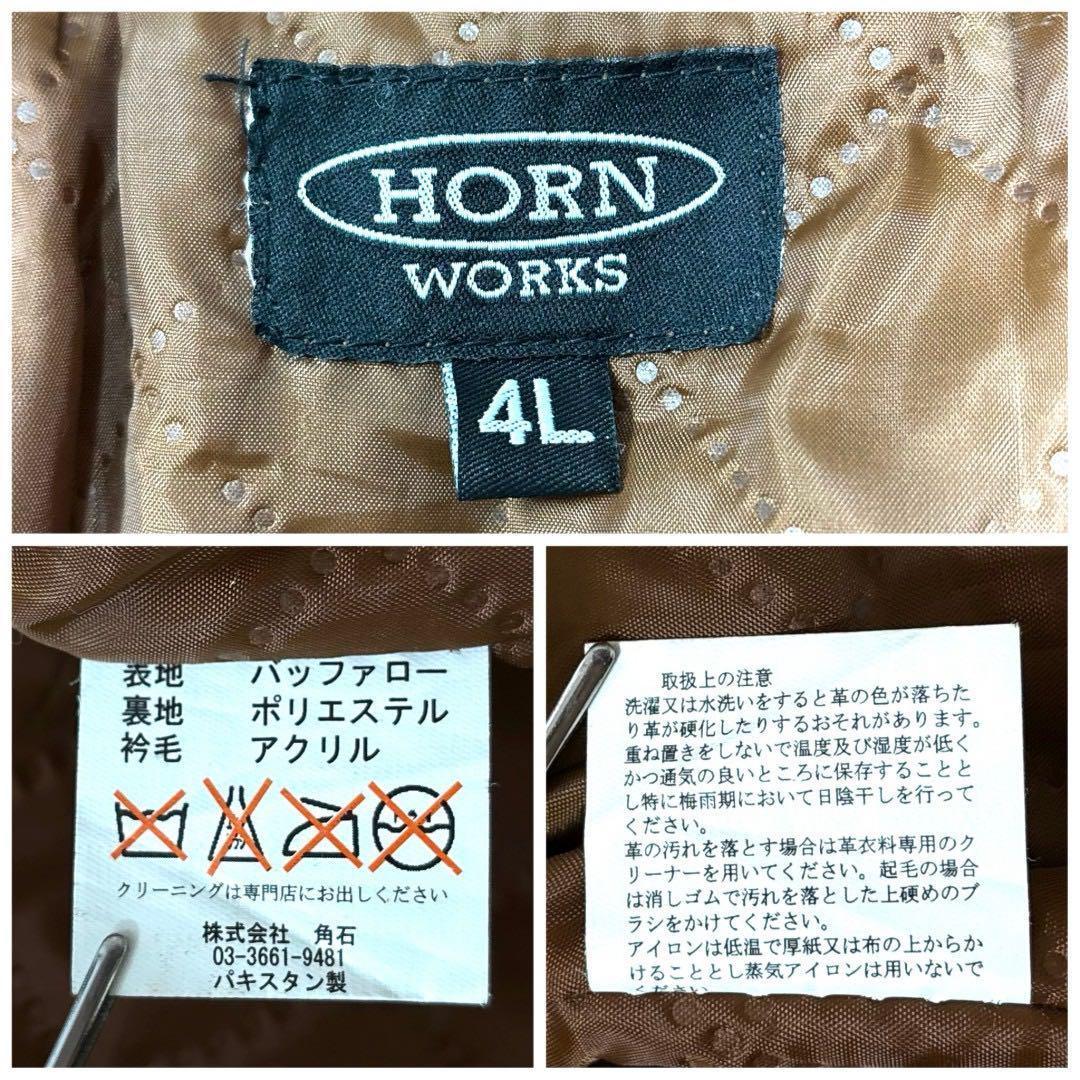 HORN
WORKS
4L
表地 バッファロー
裏地 ポリエステル
衿毛 アクリル
クリーニングは専門店にお出しください
株式会社 角石
03-3661-9481
パキスタン製
取扱上の注意
洗濯又は水洗いをすると革の色が落ちた
り革が硬化したりするおそれがあります。
重ね置きをしないで温度及び湿度が低く
かつ通気の良いところに保存することと
し特に梅雨期において日陰干しを行って
ください。
革の汚れを落とす場合は革衣料専用のク
リーナーを用いてください。起毛の場合
は消しゴムで汚れを落とした上硬めのブ
ラシをかけてください。
アイロンは低温で厚紙又は布の上からか
けることとし蒸気アイロンは用いないで
ください